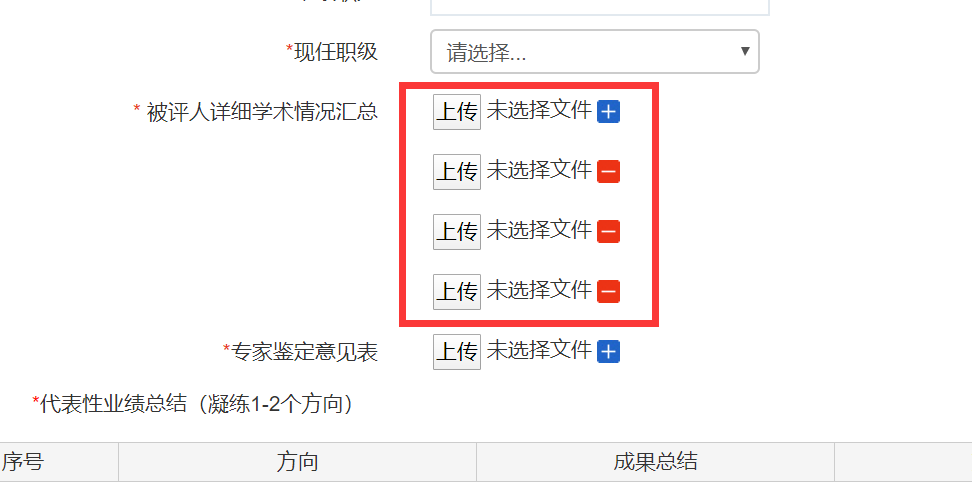 *现任职级 请选择...
* 被评人详细学术情况汇总 上传 未选择文件
上传 未选择文件
上传 未选择文件
上传 未选择文件
*专家鉴定意见表 上传 未选择文件
*代表性业绩总结（凝练1-2个方向）
序号 方向 成果总结